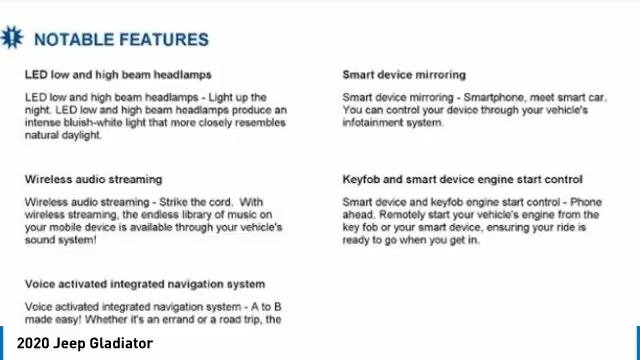 NOTABLE FEATURES
LED low and high beam headlamps
LED low and high beam headlamps - Light up the
night. LED low and high beam headlamps produce an
intense bluish-white light that more closely resembles
natural daylight.
Smart device mirroring
Smart device mirroring - Smartphone, meet smart car.
You can control your device through your vehicle's
infotainment system.
Wireless audio streaming
Wireless audio streaming - Strike the cord.  With
wireless streaming, the endless library of music on
your mobile device is available through your vehicle's
sound system!
Keyfob and smart device engine start control
Smart device and keyfob engine start control - Phone
ahead. Remotely start your vehicle's engine from the
key fob or your smart device, ensuring your ride is
ready to go when you get in.
Voice activated integrated navigation system
Voice activated integrated navigation system - A to B
made easy! Whether it's an errand or a road trip, the
2020 Jeep Gladiator